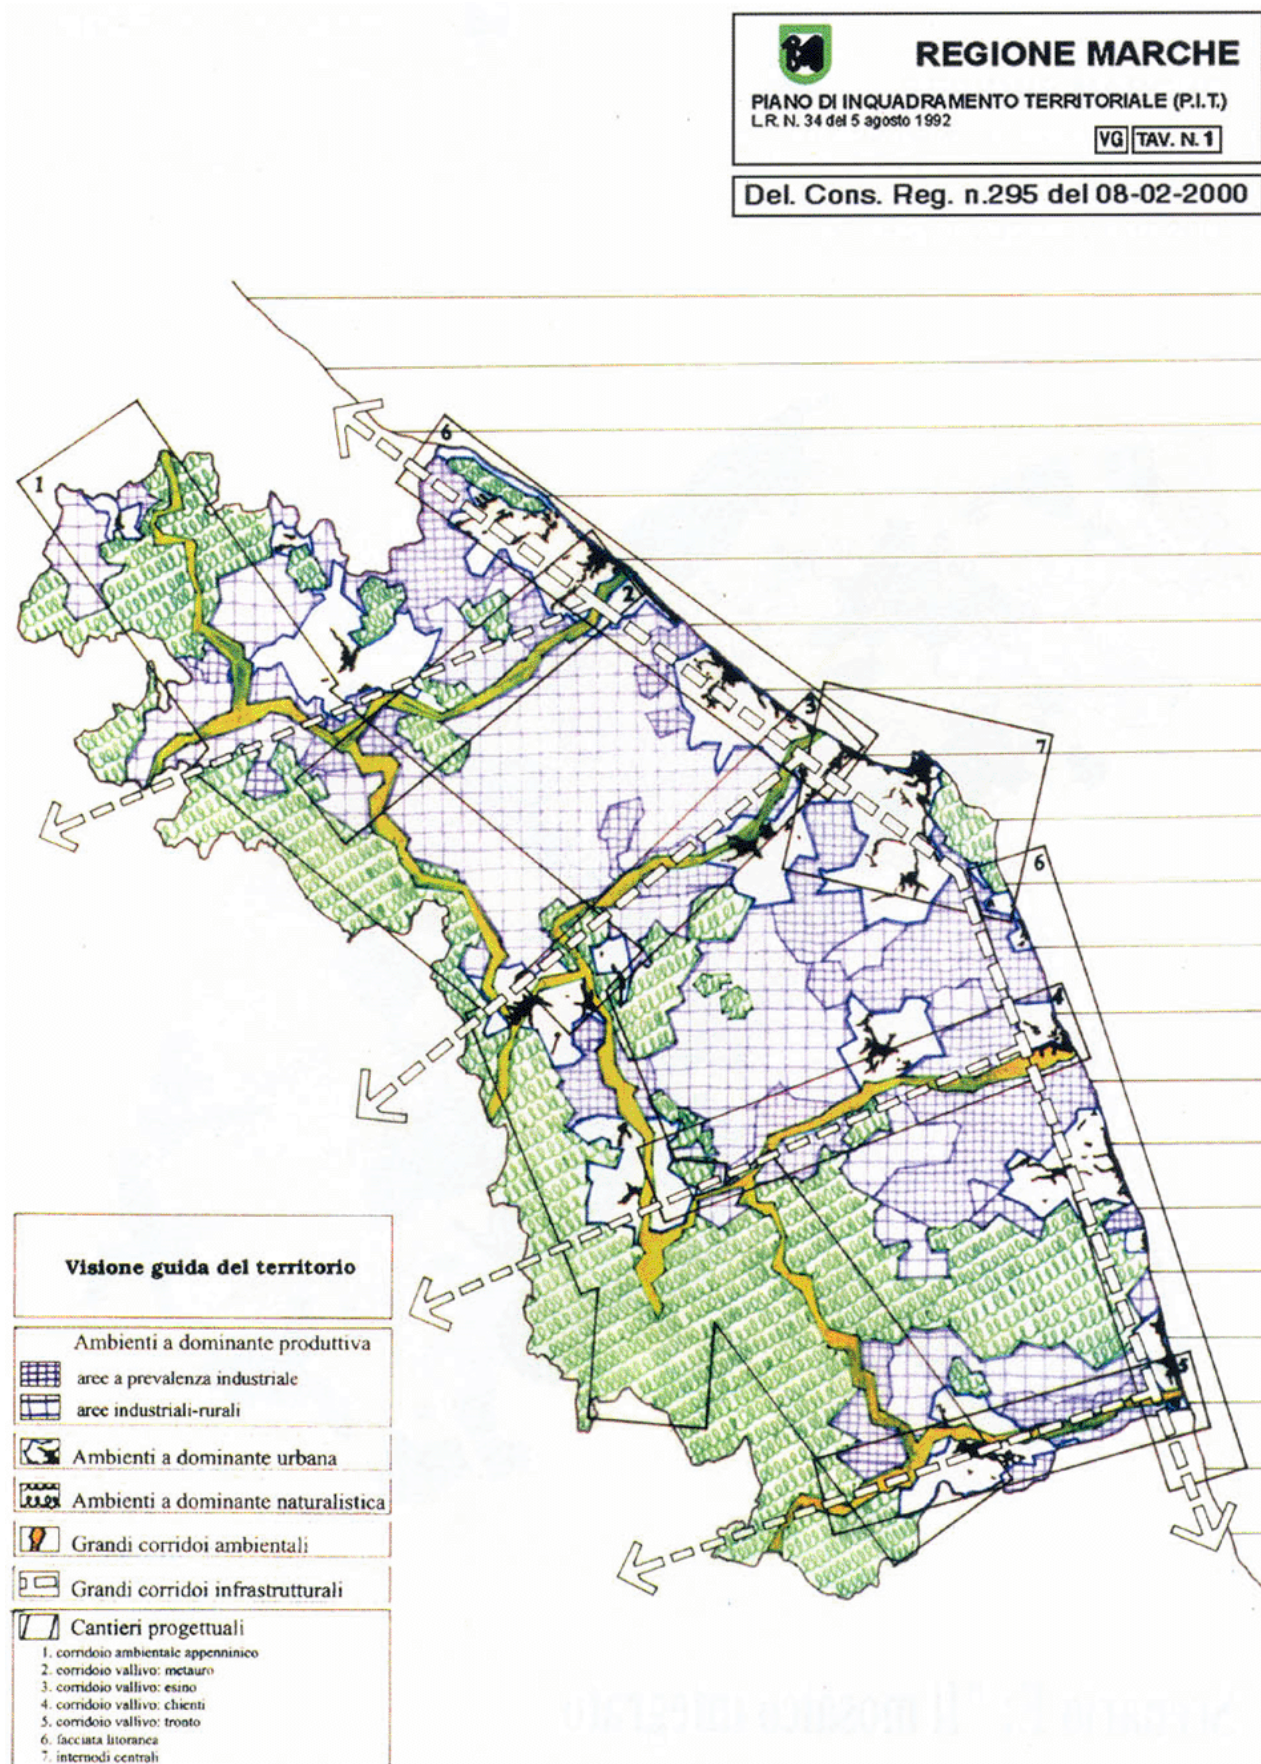 REGIONE MARCHE
PIANO DI INQUADRAMENTO TERRITORIALE (P.I.T.)
L.R. N. 34 del 5 agosto 1992
VG TAV. N. 1
Del. Cons. Reg. n.295 del 08-02-2000
6
1
2
3
7
6
4
5
Visione guida del territorio
Ambienti a dominante produttiva
aree a prevalenza industriale
aree industriali-rurali
Ambienti a dominante urbana
Ambienti a dominante naturalistica
Grandi corridoi ambientali
Grandi corridoi infrastrutturali
Cantieri progettuali
1. corridoio ambientale appenninico
2. corridoio vallivo: metauro
3. corridoio vallivo: esino
4. corridoio vallivo: chienti
5. corridoio vallivo: tronto
6. facciata litoranea
7. internodi centrali